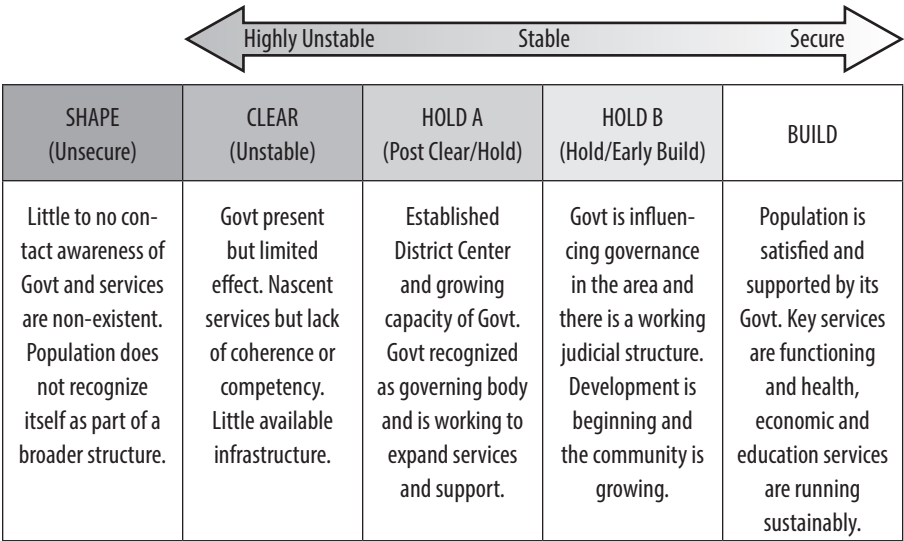 Highly Unstable Stable Secure
SHAPE
(Unsecure)
CLEAR
(Unstable)
HOLD A
(Post Clear/Hold)
HOLD B
(Hold/Early Build)
BUILD
Little to no con-
tact awareness of
Govt and services
are non-existent.
Population does
not recognize
itself as part of a
broader structure.
Govt present
but limited
effect. Nascent
services but lack
of coherence or
competency.
Little available
infrastructure.
Established
District Center
and growing
capacity of Govt.
Govt recognized
as governing body
and is working to
expand services
and support.
Govt is influen-
cing governance
in the area and
there is a working
judicial structure.
Development is
beginning and
the community is
growing.
Population is
satisfied and
supported by its
Govt. Key services
are functioning
and health,
economic and
education services
are running
sustainably.